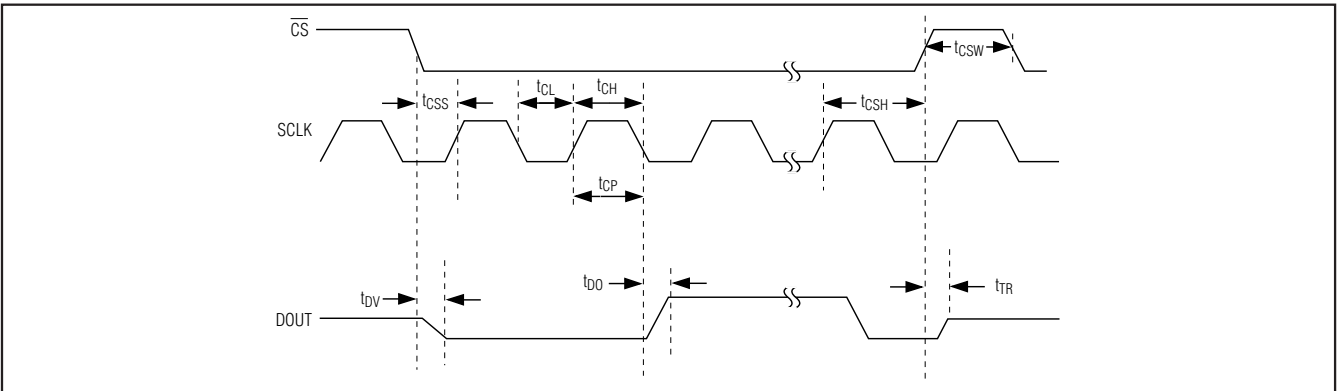 CS
tCSW
tCSS
tCL
tCH
tCSH
SCLK
tCP
tDV
tDO
tTR
DOUT